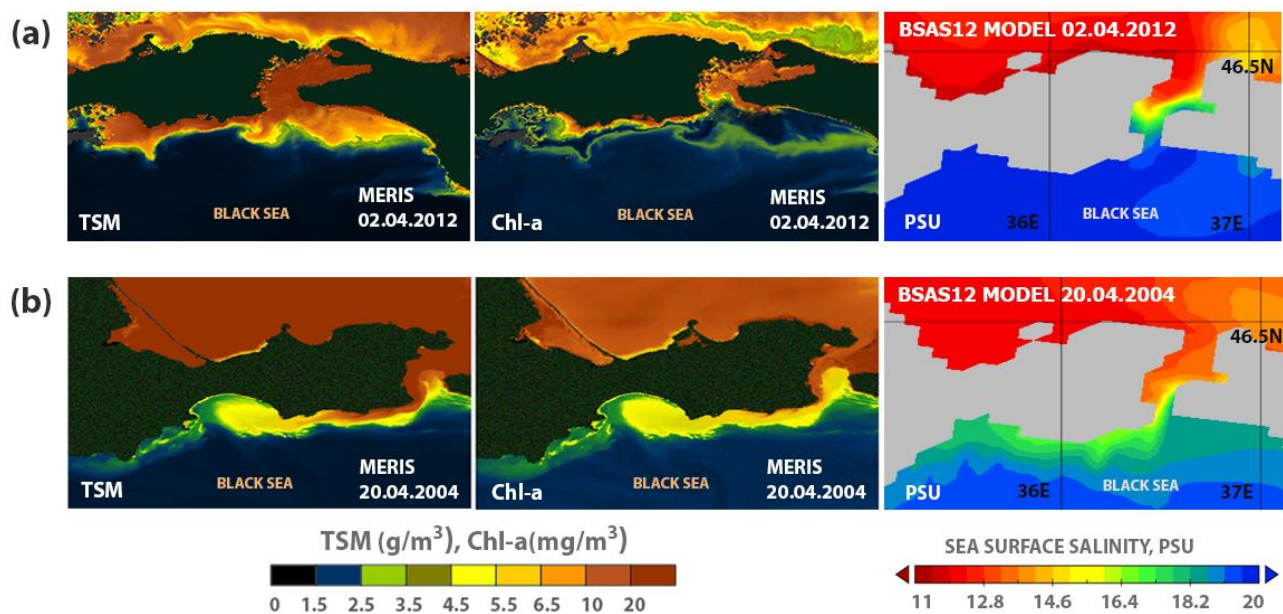 (a)
TSM
BLACK SEA
MERIS
02.04.2012
Chl-a
BLACK SEA
MERIS
02.04.2012
BSAS12 MODEL 02.04.2012
46.5N
PSU
36E
BLACK SEA
37E
(b)
TSM
BLACK SEA
MERIS
20.04.2004
Chl-a
BLACK SEA
MERIS
20.04.2004
BSAS12 MODEL 20.04.2004
46.5N
PSU
36E
BLACK SEA
37E
TSM (g/m³), Chl-a(mg/m³)
0 1.5 2.5 3.5 4.5 5.5 6.5 10 20
SEA SURFACE SALINITY, PSU
11 12.8 14.6 16.4 18.2 20